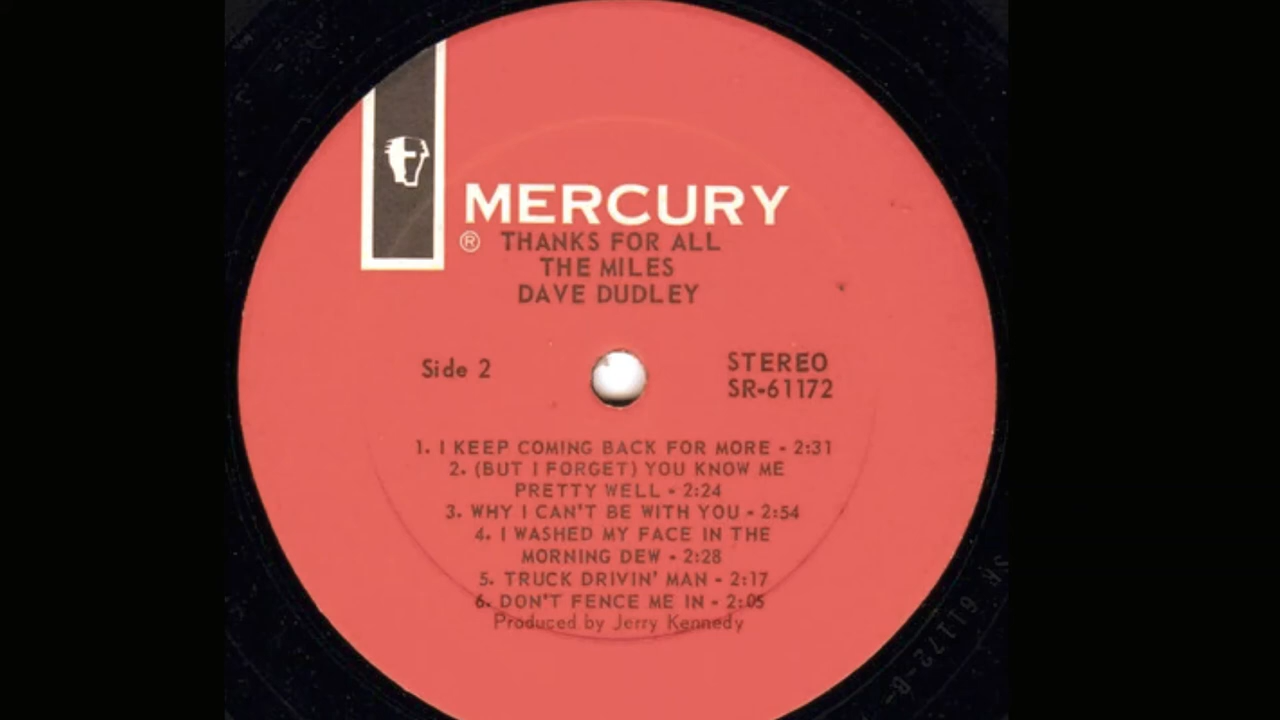 MERCURY
® THANKS FOR ALL
THE MILES
DAVE DUDLEY
Side 2
STEREO
SR-61172
1. I KEEP COMING BACK FOR MORE - 2:31
2. (BUT I FORGET) YOU KNOW ME
PRETTY WELL - 2:24
3. WHY I CAN'T BE WITH YOU - 2:54
4. I WASHED MY FACE IN THE
MORNING DEW - 2:28
5. TRUCK DRIVIN' MAN - 2:17
6. DON'T FENCE ME IN - 2:05
Produced by Jerry Kennedy
SR 61172-B-